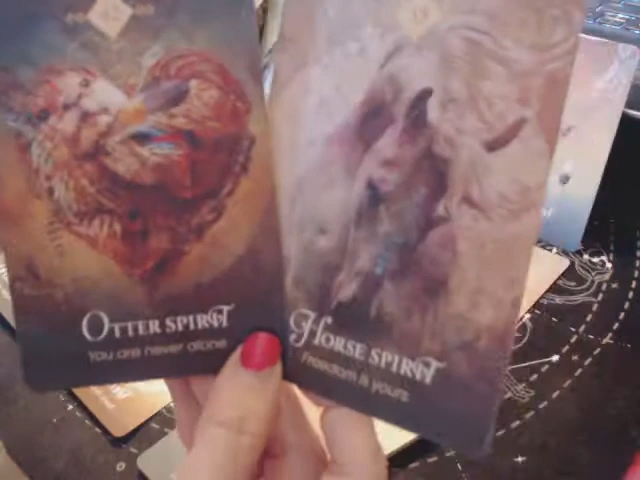 OTTER SPIRIT
You are never alone
HORSE SPIRIT
Freedom is yours